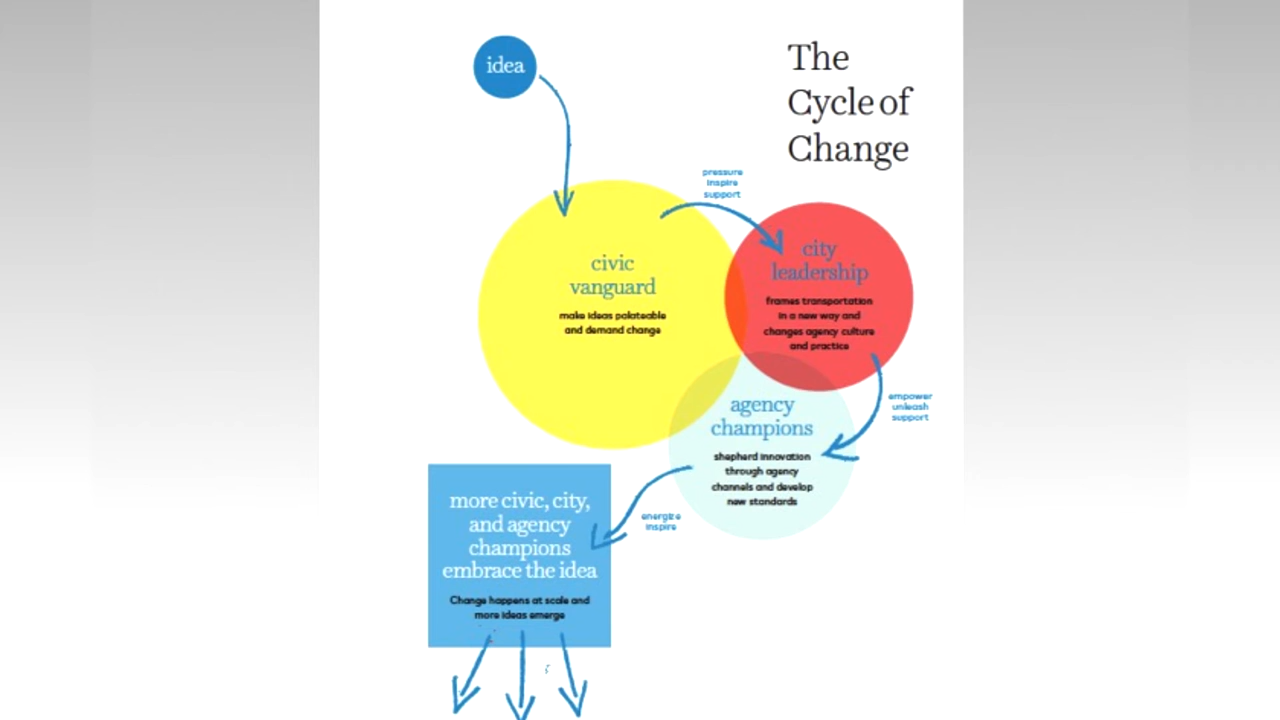 idea
The
Cycle of
Change
pressure
inspire
support
civic
vanguard
make ideas palateable
and demand change
city
leadership
frames transportation
in a new way and
changes agency culture
and practice
empower
unleash
support
agency
champions
shepherd innovation
through agency
channels and develop
new standards
energize
inspire
more civic, city,
and agency
champions
embrace the idea
Change happens at scale and
more ideas emerge